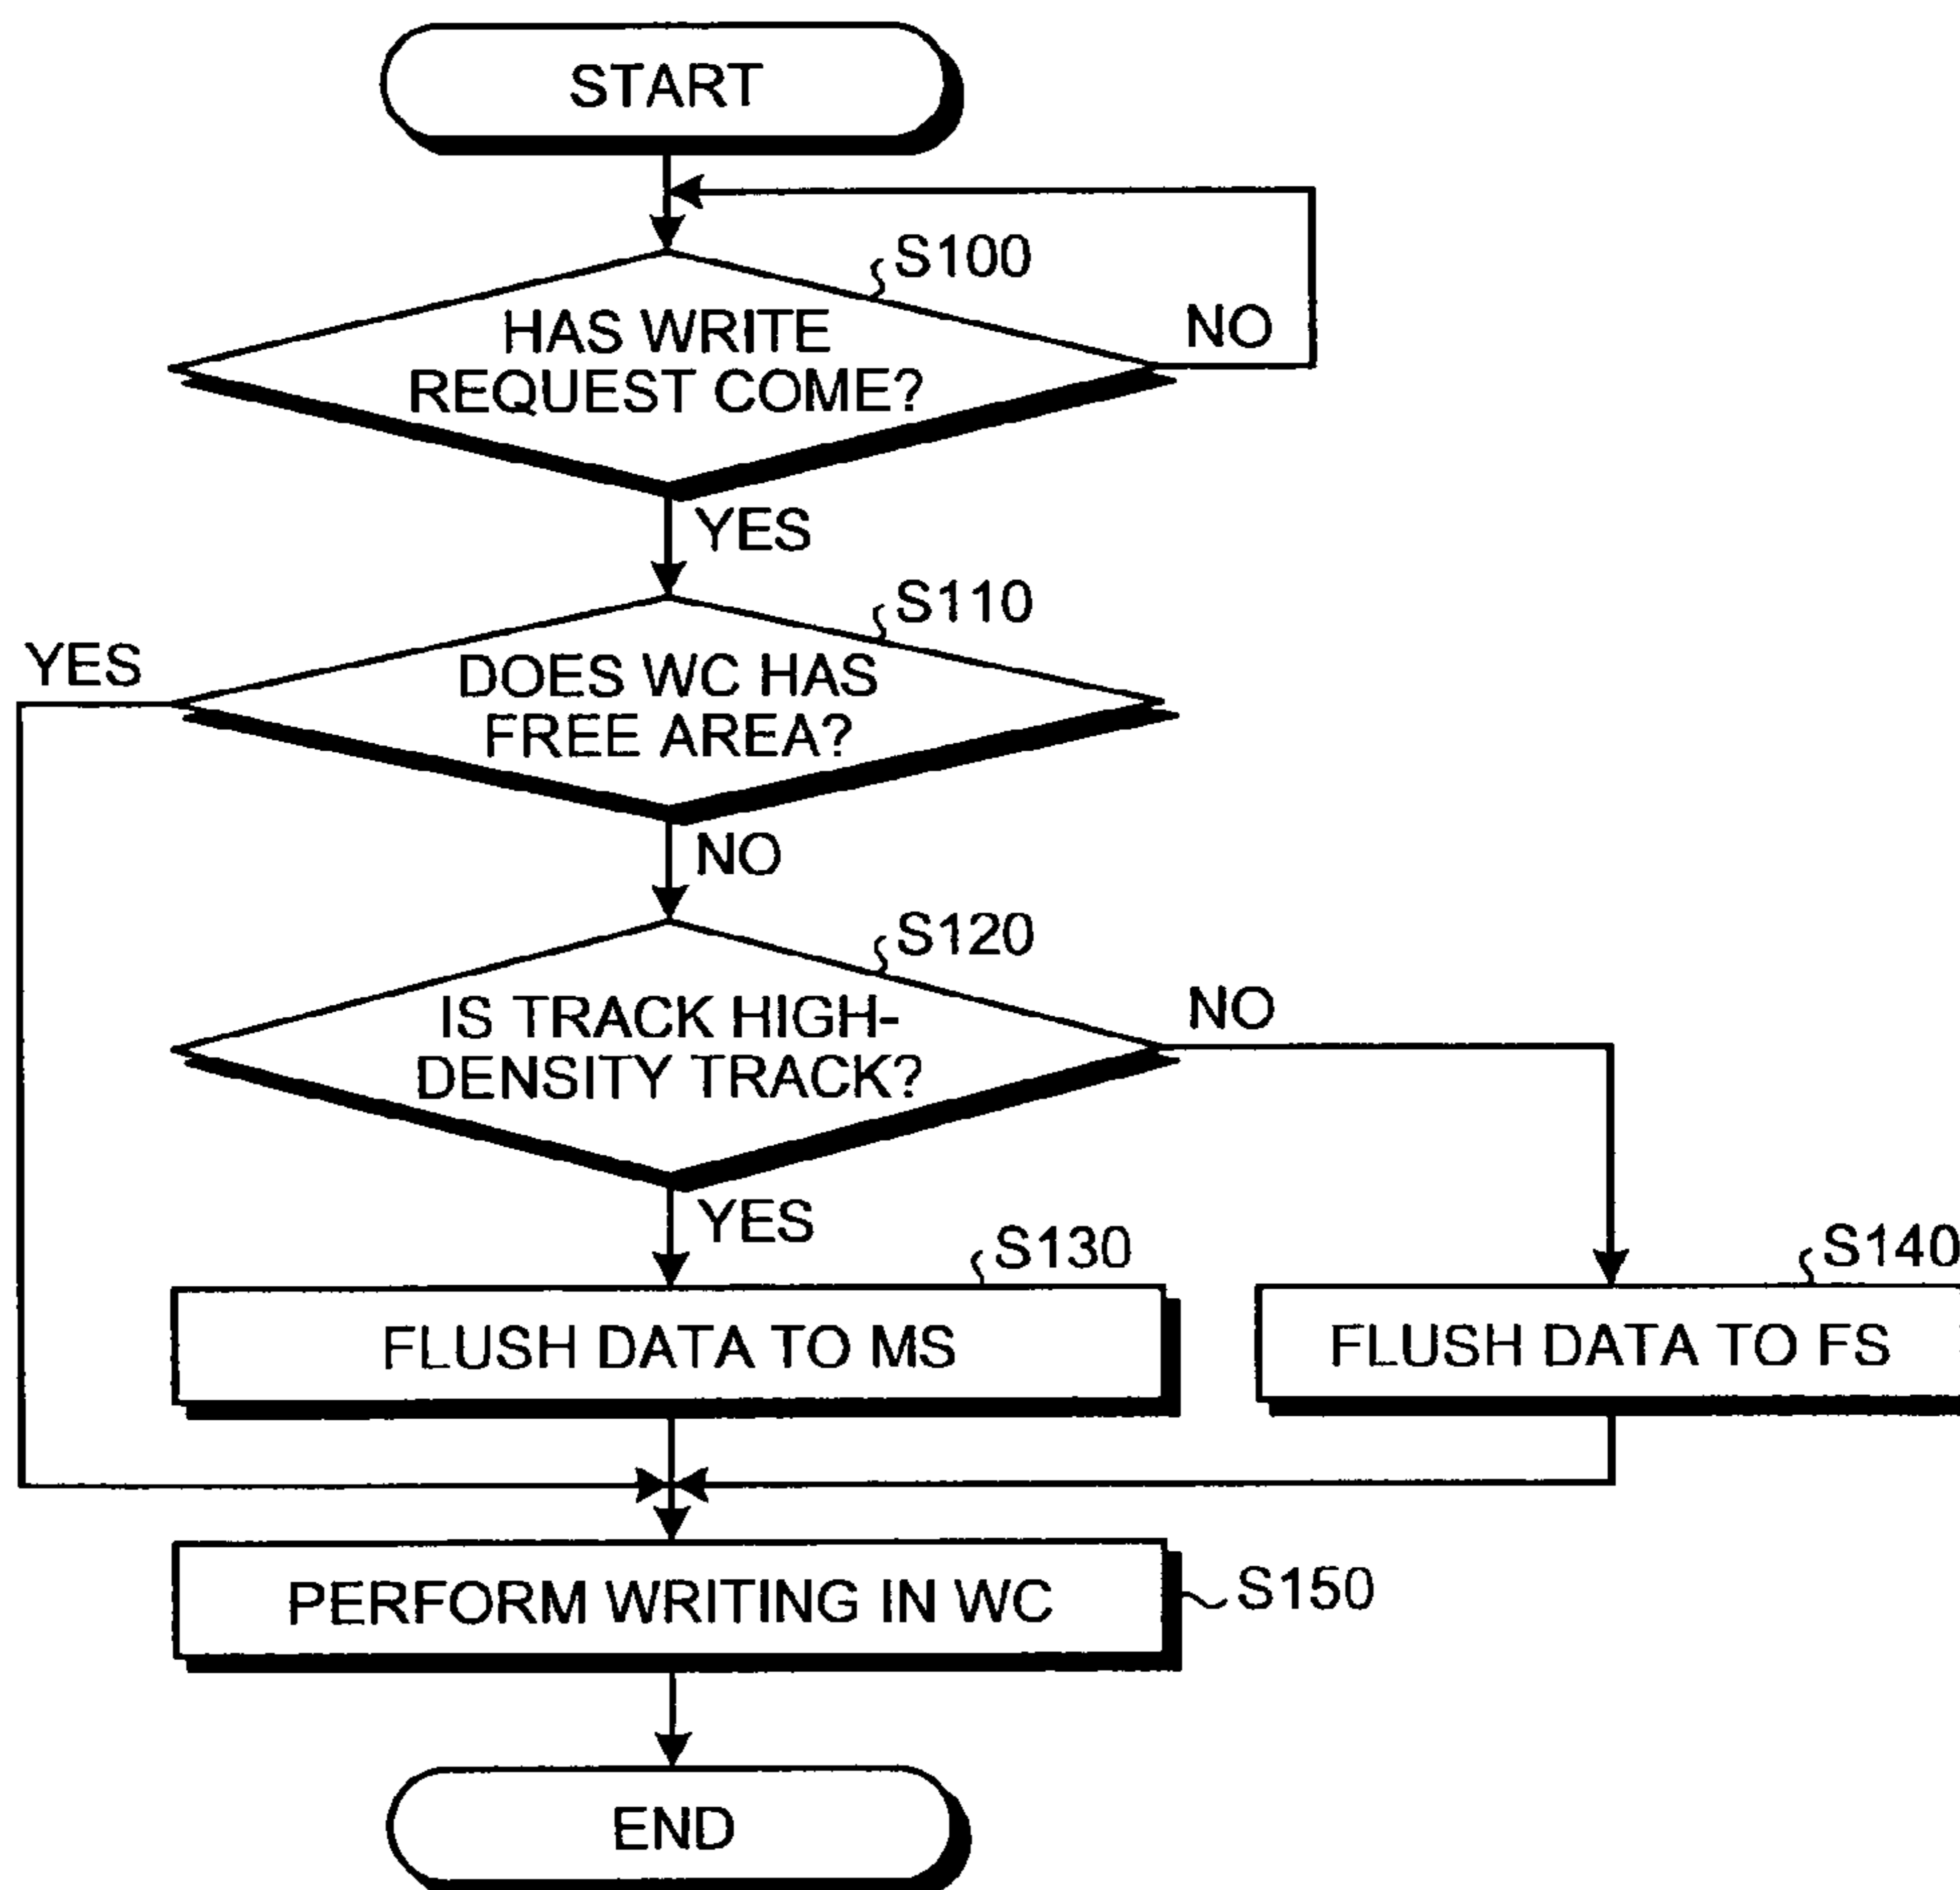 START
S100
HAS WRITE
REQUEST COME?
NO
YES
S110
YES
DOES WC HAS
FREE AREA?
NO
S120
IS TRACK HIGH-
DENSITY TRACK?
NO
YES
S130
S140
FLUSH DATA TO MS
FLUSH DATA TO FS
PERFORM WRITING IN WC
S150
END